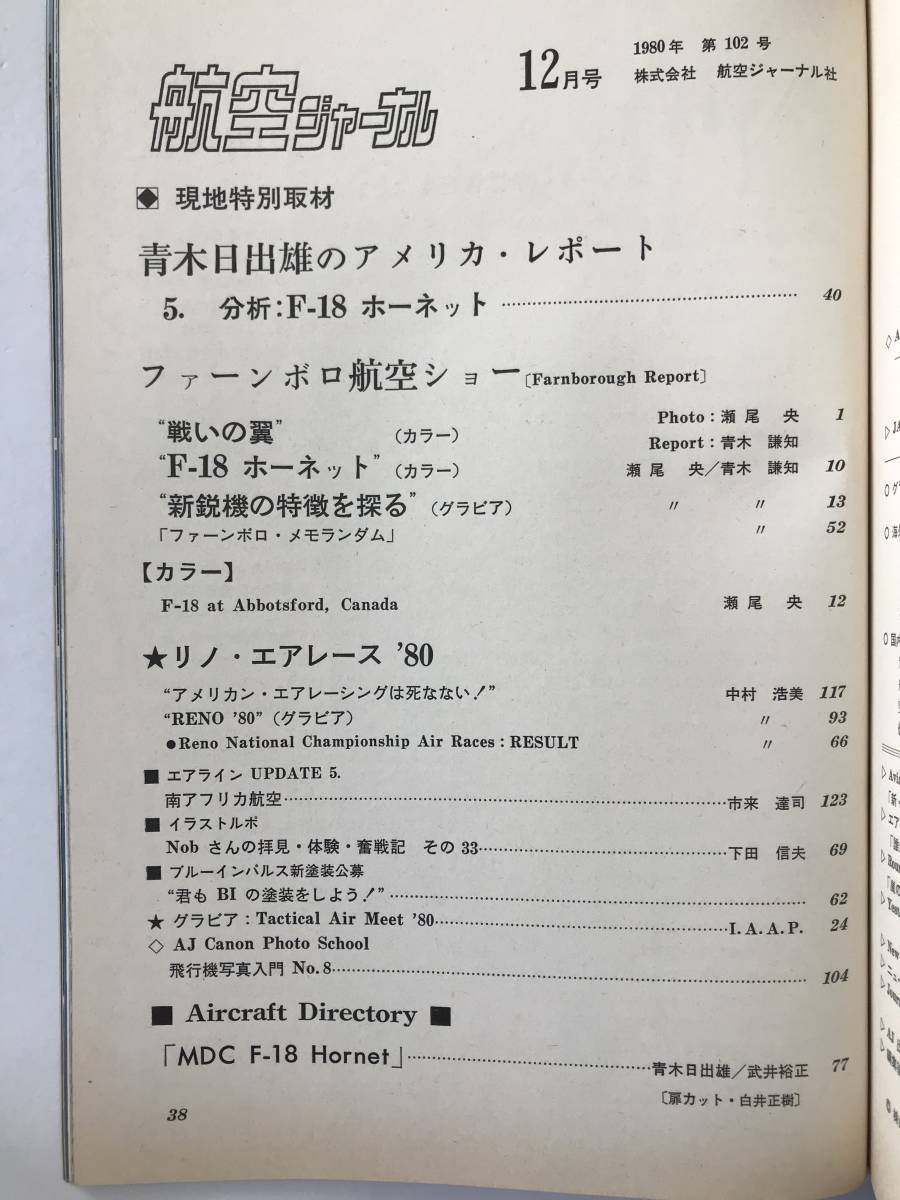 航空ジャーナル
12月号
1980年 第102号
株式会社 航空ジャーナル社
◆ 現地特別取材
青木日出雄のアメリカ・レポート
5. 分析:F-18 ホーネット 40
ファーンボロ航空ショー〔Farnborough Report〕
“戦いの翼” (カラー) Photo:瀬尾 央 1
Report:青木 謙知
“F-18 ホーネット” (カラー) 瀬尾 央/青木 謙知 10
“新鋭機の特徴を探る” (グラビア) 〃 〃 13
「ファーンボロ・メモランダム」 〃 52
【カラー】
F-18 at Abbotsford, Canada 瀬尾 央 12
★リノ・エアレース ’80
“アメリカン・エアレーシングは死なない!” 中村 浩美 117
“RENO ’80” (グラビア) 〃 93
●Reno National Championship Air Races:RESULT 〃 66
■ エアライン UPDATE 5.
南アフリカ航空 市来 達司 123
■ イラストルポ
Nob さんの拝見・体験・奮戦記 その33 下田 信夫 69
■ ブルーインパルス新塗装公募
“君も BI の塗装をしよう!” 62
★ グラビア:Tactical Air Meet ’80 I.A.A.P. 24
◇ AJ Canon Photo School
飛行機写真入門 No.8 104
■ Aircraft Directory ■
「MDC F-18 Hornet」 青木日出雄/武井裕正 77
〔扉カット・白井正樹〕
38